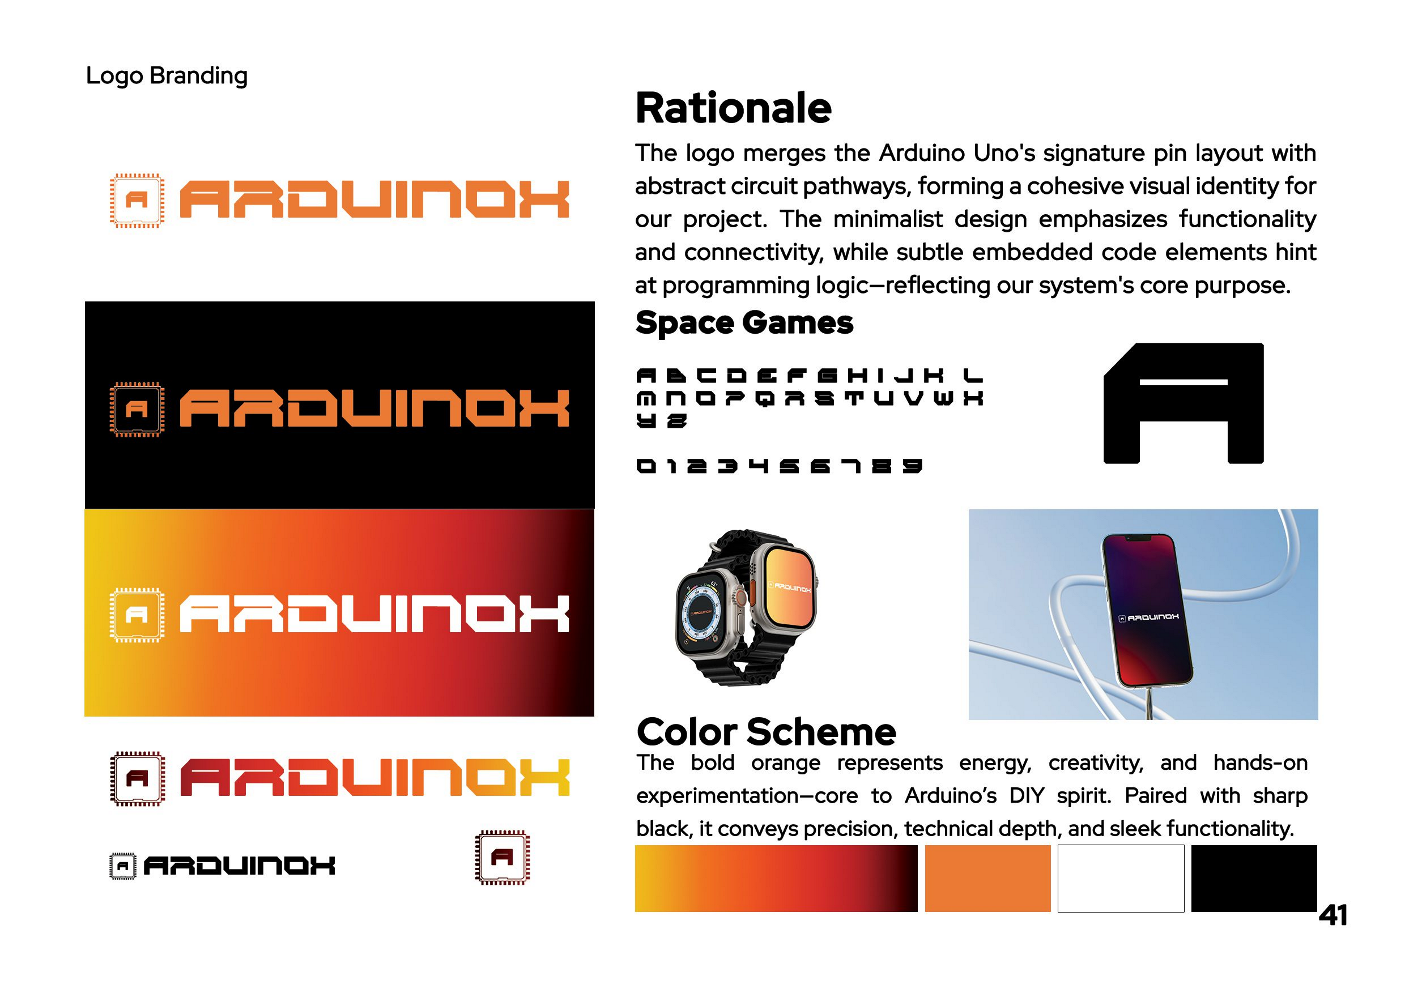 Logo Branding
A ARDUINOX
A ARDUINOX
A ARDUINOX
A ARDUINOX
A ARDUINOX
A
Rationale
The logo merges the Arduino Uno's signature pin layout with
abstract circuit pathways, forming a cohesive visual identity for
our project. The minimalist design emphasizes functionality
and connectivity, while subtle embedded code elements hint
at programming logic—reflecting our system's core purpose.
Space Games
A B C D E F G H I J K L
M N O P Q R S T U V W X
Y Z
0 1 2 3 4 5 6 7 8 9
A
ARDUINOX
ARDUINOX
A ARDUINOX
Color Scheme
The bold orange represents energy, creativity, and hands-on
experimentation—core to Arduino’s DIY spirit. Paired with sharp
black, it conveys precision, technical depth, and sleek functionality.
41